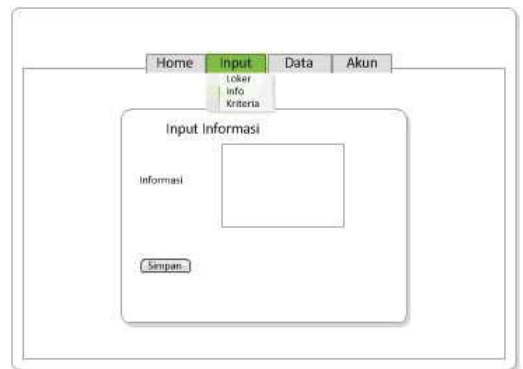 Home Input Data Akun
Loker
Info
Kriteria
Input Informasi
Informasi
Simpan